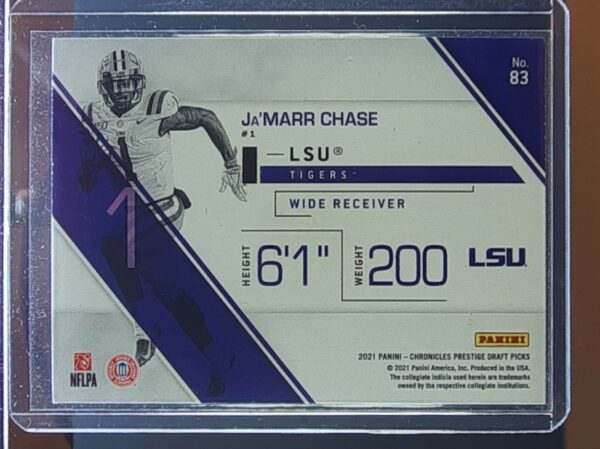 No.
83
JA'MARR CHASE
#1
LSU®
TIGERS™
WIDE RECEIVER
1
HEIGHT 6'1" WEIGHT 200 LSU
PANINI
2021 PANINI – CHRONICLES PRESTIGE DRAFT PICKS
© 2021 Panini America, Inc. Produced in the USA.
The collegiate indicia used herein are trademarks
owned by the respective collegiate institutions.
NFLPA